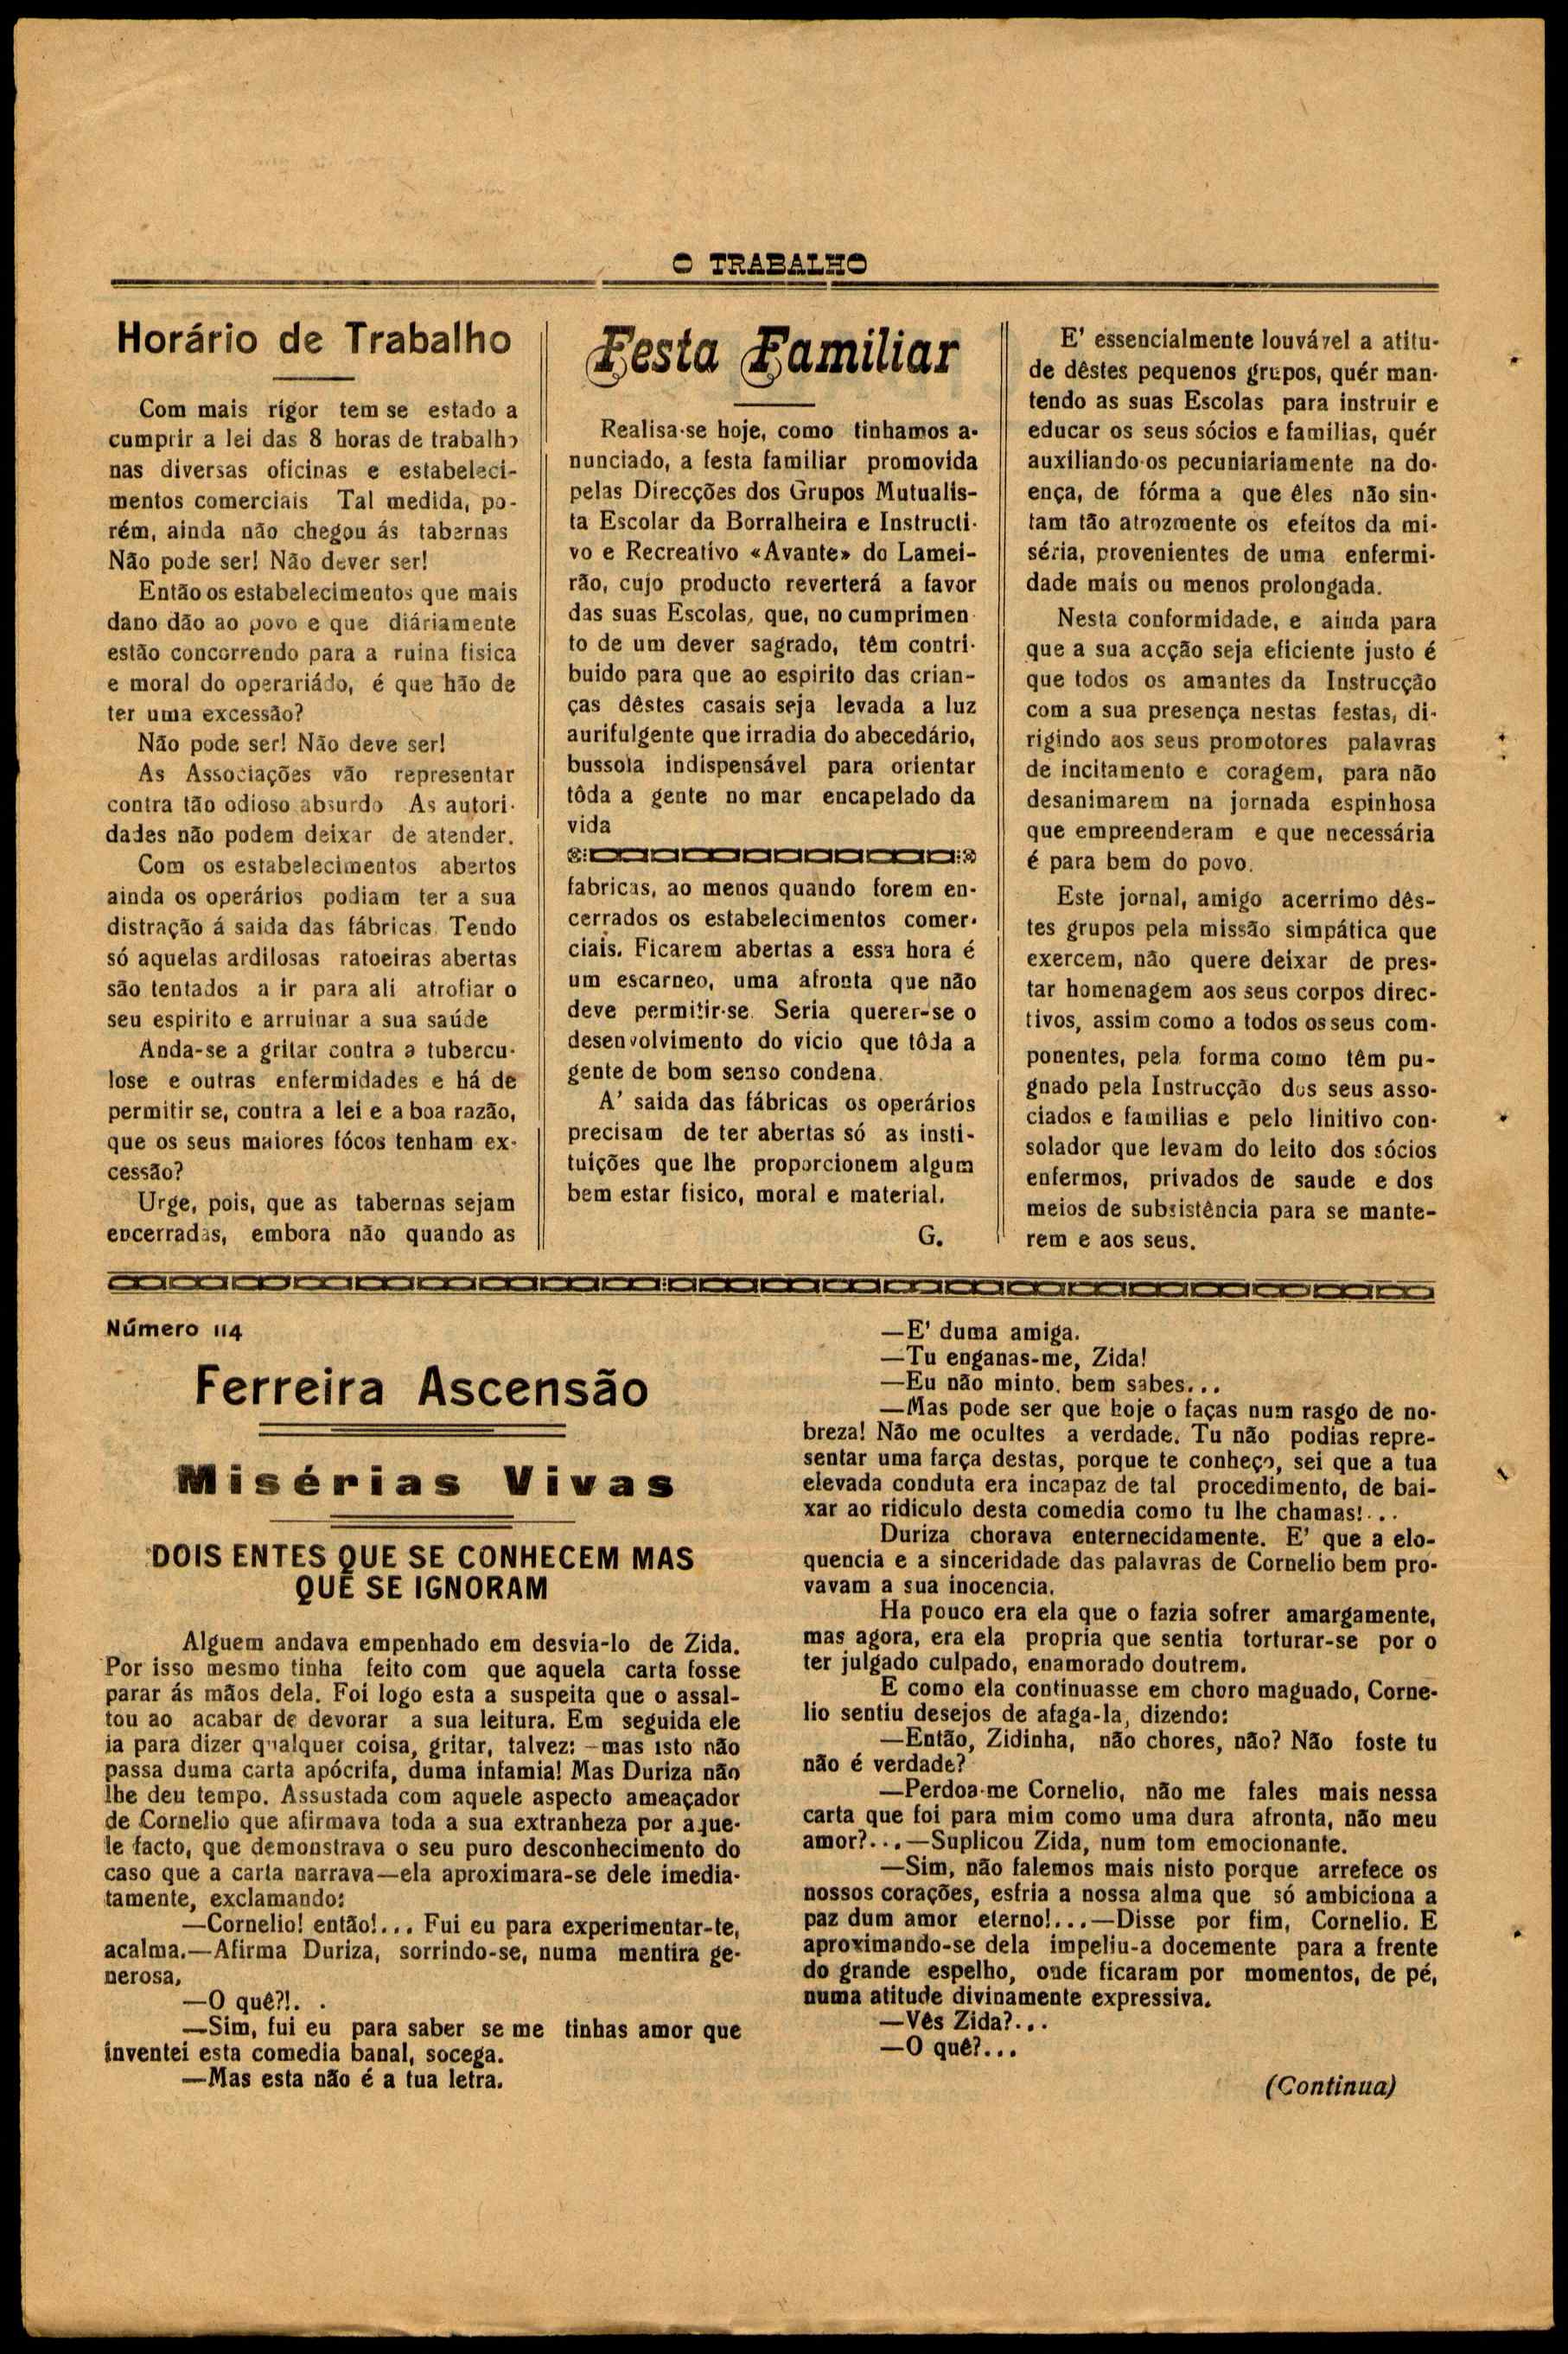 O TRABALHO
Horário de Trabalho
Com mais rigor tem se estado a
cumprir a lei das 8 horas de trabalho
nas diversas oficinas e estabeleci-
mentos comerciais Tal medida, po-
rém, ainda não chegou ás tabernas
Não pode ser! Não dever ser!
Então os estabelecimentos que mais
dano dão ao povo e que diáriamente
estão concorrendo para a ruina fisica
e moral do operariádo, é que hão de
ter uma excessão?
Não pode ser! Não deve ser!
As Associações vão representar
contra tão odioso absurdo As autori-
dades não podem deixar de atender.
Com os estabelecimentos abertos
ainda os operários podiam ter a sua
distração á saida das fábricas. Tendo
só aquelas ardilosas ratoeiras abertas
são tentados a ir para ali atrofiar o
seu espirito e arruinar a sua saúde
Anda-se a gritar contra a tubercu-
lose e outras enfermidades e há de
permitir se, contra a lei e a boa razão,
que os seus maiores fócos tenham ex-
cessão?
Urge, pois, que as tabernas sejam
encerradas, embora não quando as
fabricas, ao menos quando forem en-
cerrados os estabelecimentos comer-
ciais. Ficarem abertas a essa hora é
um escarneo, uma afronta que não
deve permitir-se. Seria querer-se o
desenvolvimento do vicio que tôda a
gente de bom senso condena.
A' saida das fábricas os operários
precisam de ter abertas só as insti-
tuições que lhe proporcionem algum
bem estar fisico, moral e material.
G.
Festa Familiar
Realisa-se hoje, como tinhamos a-
nunciado, a festa familiar promovida
pelas Direcções dos Grupos Mutualis-
ta Escolar da Borralheira e Instructi-
vo e Recreativo «Avante» do Lamei-
rão, cujo producto reverterá a favor
das suas Escolas, que, no cumprimen
to de um dever sagrado, têm contri-
buido para que ao espirito das crian-
ças dêstes casais seja levada a luz
aurifulgente que irradia do abecedário,
bussola indispensável para orientar
tôda a gente no mar encapelado da
vida
E' essencialmente louvável a atitu-
de dêstes pequenos grupos, quér man-
tendo as suas Escolas para instruir e
educar os seus sócios e familias, quér
auxiliando-os pecuniariamente na do-
ença, de fórma a que êles não sin-
tam tão atrozmente os efeitos da mi-
séria, provenientes de uma enfermi-
dade mais ou menos prolongada.
Nesta conformidade, e ainda para
que a sua acção seja eficiente justo é
que todos os amantes da Instrucção
com a sua presença nestas festas, di-
rigindo aos seus promotores palavras
de incitamento e coragem, para não
desanimarem na jornada espinhosa
que empreenderam e que necessária
é para bem do povo.
Este jornal, amigo acerrimo dês-
tes grupos pela missão simpática que
exercem, não quere deixar de pres-
tar homenagem aos seus corpos direc-
tivos, assim como a todos os seus com-
ponentes, pela forma como têm pu-
gnado pela Instrucção dos seus asso-
ciados e familias e pelo linitivo con-
solador que levam do leito dos sócios
enfermos, privados de saude e dos
meios de subsistência para se mante-
rem e aos seus.
Número 114
Ferreira Ascensão
Misérias Vivas
DOIS ENTES QUE SE CONHECEM MAS
QUE SE IGNORAM
Alguem andava empenhado em desvia-lo de Zida.
Por isso mesmo tinha feito com que aquela carta fosse
parar ás mãos dela. Foi logo esta a suspeita que o assal-
tou ao acabar de devorar a sua leitura. Em seguida ele
ia para dizer qualquer coisa, gritar, talvez: —mas isto não
passa duma carta apócrifa, duma infamia! Mas Duriza não
lhe deu tempo. Assustada com aquele aspecto ameaçador
de Cornelio que afirmava toda a sua extranheza por aque-
le facto, que demonstrava o seu puro desconhecimento do
caso que a carta narrava—ela aproximara-se dele imedia-
tamente, exclamando:
—Cornelio! então!... Fui eu para experimentar-te,
acalma.—Afirma Duriza, sorrindo-se, numa mentira ge-
nerosa,
—O quê?!. .
—Sim, fui eu para saber se me tinhas amor que
inventei esta comedia banal, socega.
—Mas esta não é a tua letra.
—E' duma amiga.
—Tu enganas-me, Zida!
—Eu não minto. bem sabes...
—Mas pode ser que hoje o faças num rasgo de no-
breza! Não me ocultes a verdade. Tu não podias repre-
sentar uma farça destas, porque te conheço, sei que a tua
elevada conduta era incapaz de tal procedimento, de bai-
xar ao ridiculo desta comedia como tu lhe chamas!...
Duriza chorava enternecidamente. E' que a elo-
quencia e a sinceridade das palavras de Cornelio bem pro-
vavam a sua inocencia.
Ha pouco era ela que o fazia sofrer amargamente,
mas agora, era ela propria que sentia torturar-se por o
ter julgado culpado, enamorado doutrem.
E como ela continuasse em choro maguado, Corne-
lio sentiu desejos de afaga-la, dizendo:
—Então, Zidinha, não chores, não? Não foste tu
não é verdade?
—Perdoa-me Cornelio, não me fales mais nessa
carta que foi para mim como uma dura afronta, não meu
amor?...—Suplicou Zida, num tom emocionante.
—Sim, não falemos mais nisto porque arrefece os
nossos corações, esfria a nossa alma que só ambiciona a
paz dum amor eterno!...—Disse por fim, Cornelio. E
aproximando-se dela impeliu-a docemente para a frente
do grande espelho, onde ficaram por momentos, de pé,
numa atitude divinamente expressiva.
—Vês Zida?...
—O quê?...
(Continua)